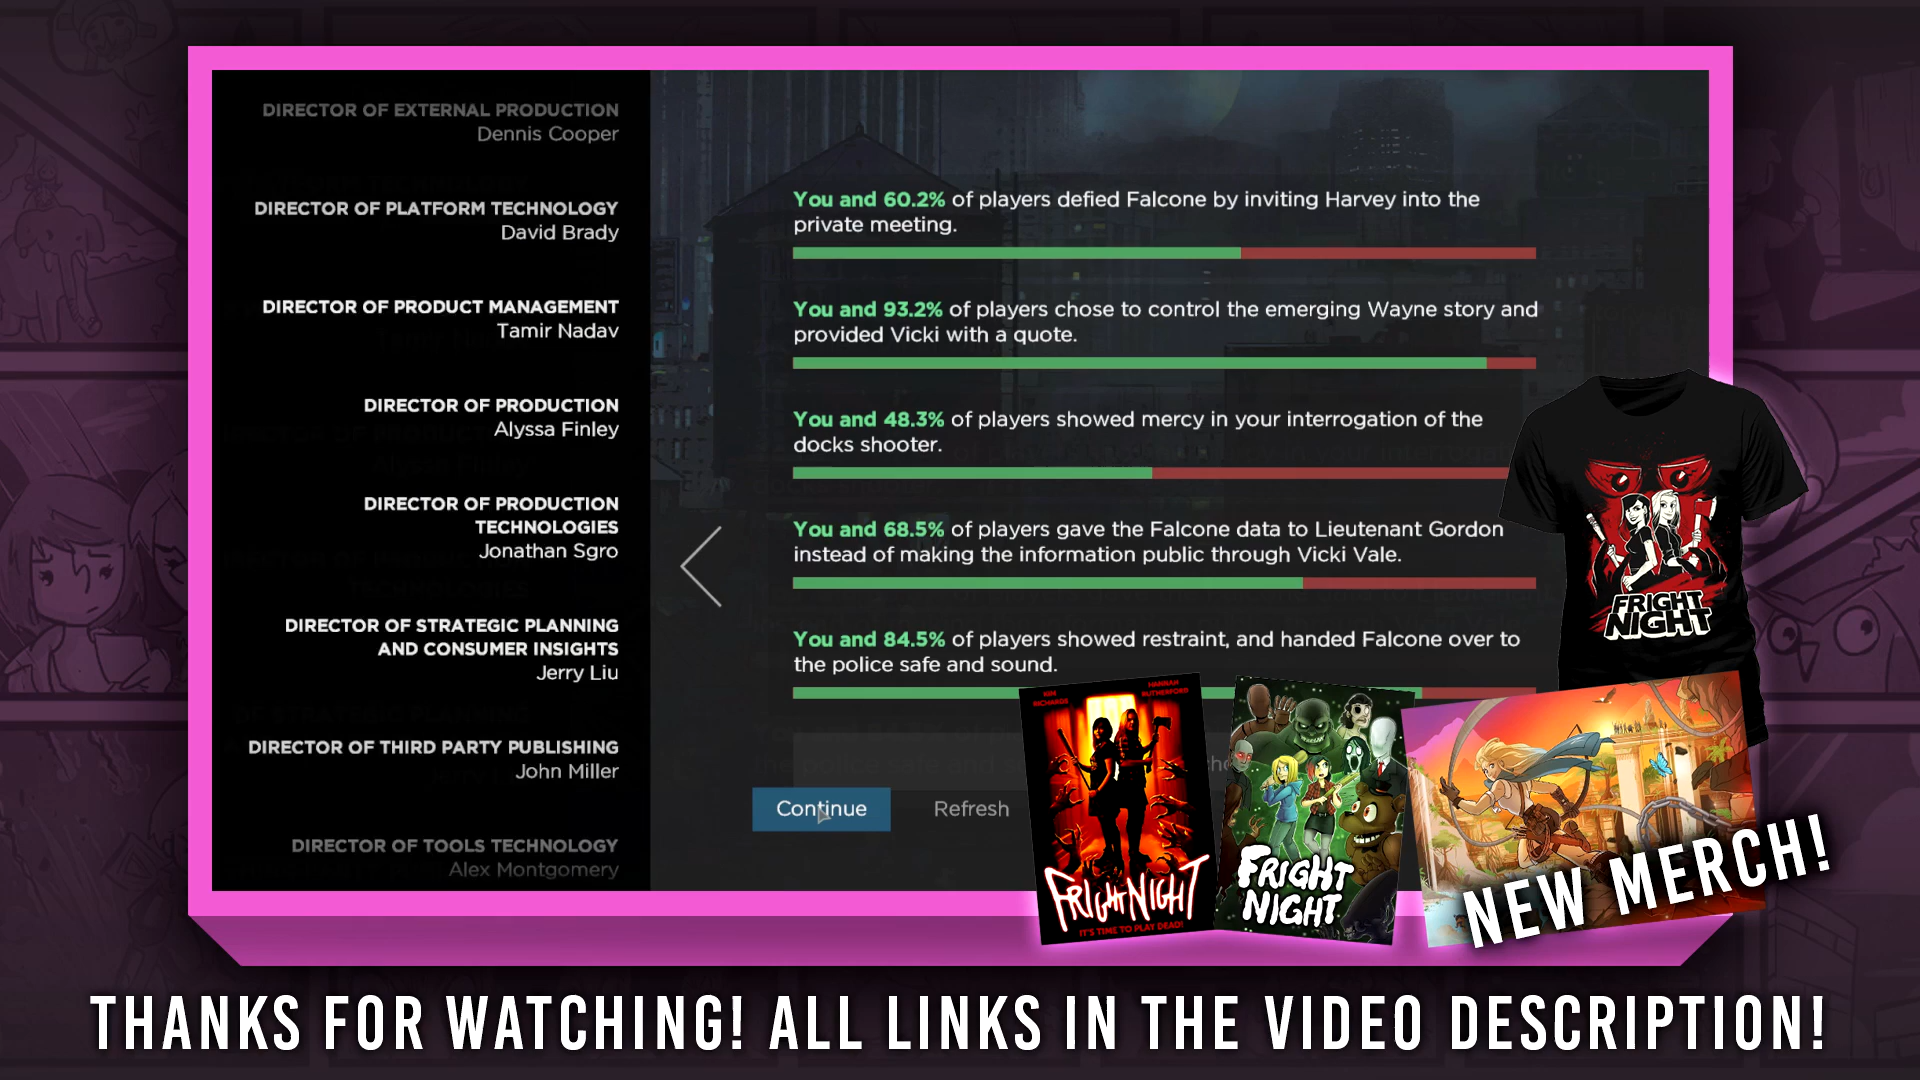 DIRECTOR OF EXTERNAL PRODUCTION
Dennis Cooper
DIRECTOR OF PLATFORM TECHNOLOGY
David Brady
DIRECTOR OF PRODUCT MANAGEMENT
Tamir Nadav
DIRECTOR OF PRODUCTION
Alyssa Finley
DIRECTOR OF PRODUCTION
TECHNOLOGIES
Jonathan Sgro
DIRECTOR OF STRATEGIC PLANNING
AND CONSUMER INSIGHTS
Jerry Liu
DIRECTOR OF THIRD PARTY PUBLISHING
John Miller
DIRECTOR OF TOOLS TECHNOLOGY
Alex Montgomery
You and 60.2% of players defied Falcone by inviting Harvey into the
private meeting.
You and 93.2% of players chose to control the emerging Wayne story and
provided Vicki with a quote.
You and 48.3% of players showed mercy in your interrogation of the
docks shooter.
You and 68.5% of players gave the Falcone data to Lieutenant Gordon
instead of making the information public through Vicki Vale.
You and 84.5% of players showed restraint, and handed Falcone over to
the police safe and sound.
Continue
Refresh
FRIGHT
NIGHT
KIM
RICHARDS
HANNAH
RUTHERFORD
FRIGHT NIGHT
IT'S TIME TO PLAY DEAD!
FRIGHT
NIGHT
NEW MERCH!
THANKS FOR WATCHING! ALL LINKS IN THE VIDEO DESCRIPTION!